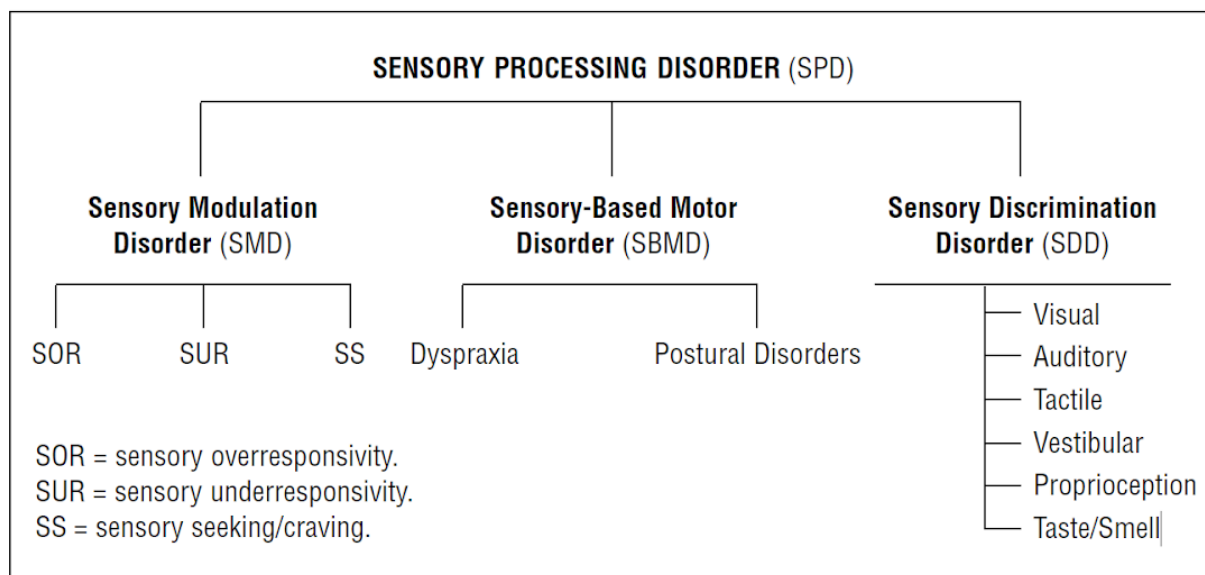 SENSORY PROCESSING DISORDER (SPD)
Sensory Modulation
Disorder (SMD)
Sensory-Based Motor
Disorder (SBMD)
Sensory Discrimination
Disorder (SDD)
SOR
SUR
SS
Dyspraxia
Postural Disorders
Visual
Auditory
Tactile
Vestibular
Proprioception
Taste/Smell
SOR = sensory overresponsivity.
SUR = sensory underresponsivity.
SS = sensory seeking/craving.